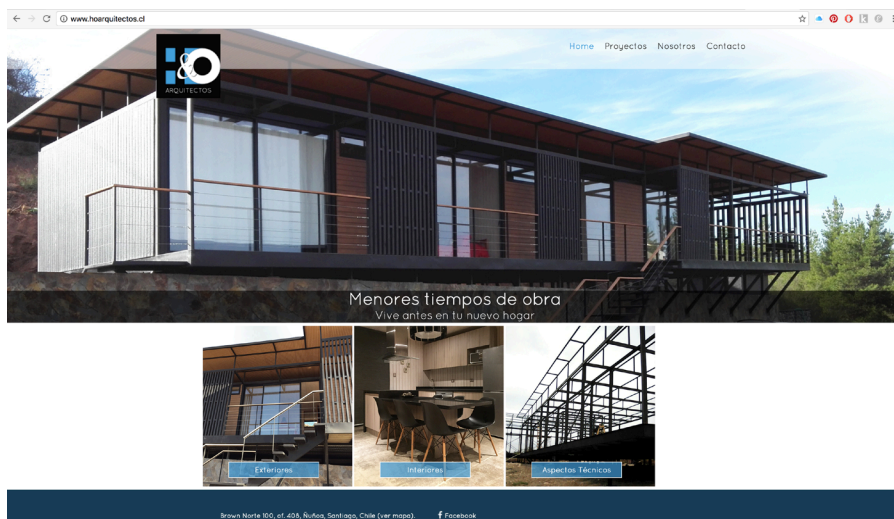 www.hoarquitectos.cl
H&O
ARQUITECTOS
Home Proyectos Nosotros Contacto
Menores tiempos de obra
Vive antes en tu nuevo hogar
Exteriores
Interiores
Aspectos Técnicos
Brown Norte 100, of. 408, Ñuñoa, Santiago, Chile (ver mapa).
Facebook